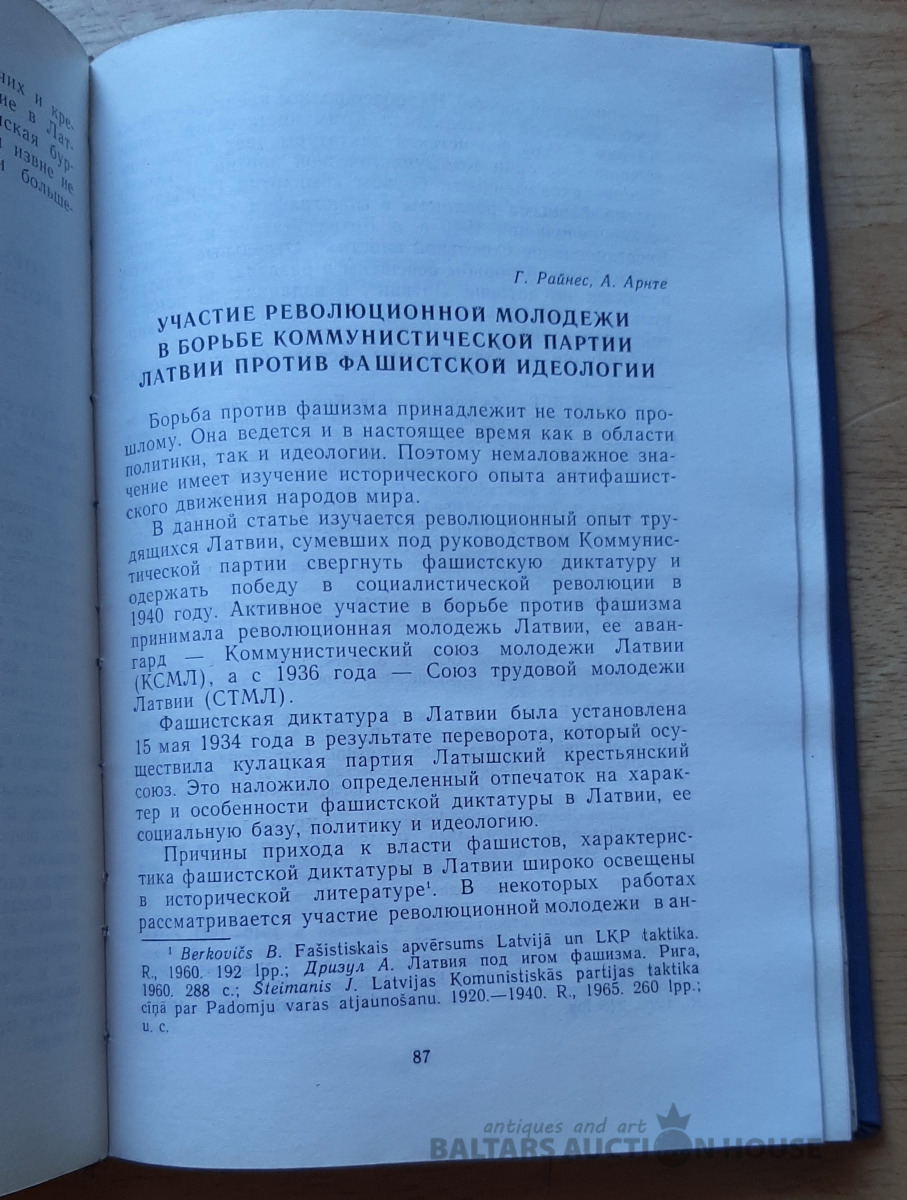 чих и кре-
ие в Лат-
ская бур-
извне не
больше-
Г. Райнес, А. Арнте
УЧАСТИЕ РЕВОЛЮЦИОННОЙ МОЛОДЕЖИ
В БОРЬБЕ КОММУНИСТИЧЕСКОЙ ПАРТИИ
ЛАТВИИ ПРОТИВ ФАШИСТСКОЙ ИДЕОЛОГИИ
Борьба против фашизма принадлежит не только про-
шлому. Она ведется и в настоящее время как в области
политики, так и идеологии. Поэтому немаловажное зна-
чение имеет изучение исторического опыта антифашист-
ского движения народов мира.
В данной статье изучается революционный опыт тру-
дящихся Латвии, сумевших под руководством Коммунис-
тической партии свергнуть фашистскую диктатуру и
одержать победу в социалистической революции в
1940 году. Активное участие в борьбе против фашизма
принимала революционная молодежь Латвии, ее аван-
гард — Коммунистический союз молодежи Латвии
(КСМЛ), а с 1936 года — Союз трудовой молодежи
Латвии (СТМЛ).
Фашистская диктатура в Латвии была установлена
15 мая 1934 года в результате переворота, который осу-
ществила кулацкая партия Латышский крестьянский
союз. Это наложило определенный отпечаток на харак-
тер и особенности фашистской диктатуры в Латвии, ее
социальную базу, политику и идеологию.
Причины прихода к власти фашистов, характерис-
тика фашистской диктатуры в Латвии широко освещены
в исторической литературе¹. В некоторых работах
рассматривается участие революционной молодежи в ан-
¹ Berkovičs B. Fašistiskais apvērsums Latvijā un LKP taktika.
R., 1960. 192 lpp.; Дризул А. Латвия под игом фашизма. Рига,
1960. 288 с.; Šteimanis J. Latvijas Komunistiskās partijas taktika
cīņā par Padomju varas atjaunošanu. 1920.—1940. R., 1965. 260 lpp.;
u. c.
87
antiques and art
BALTARS AUCTION HOUSE